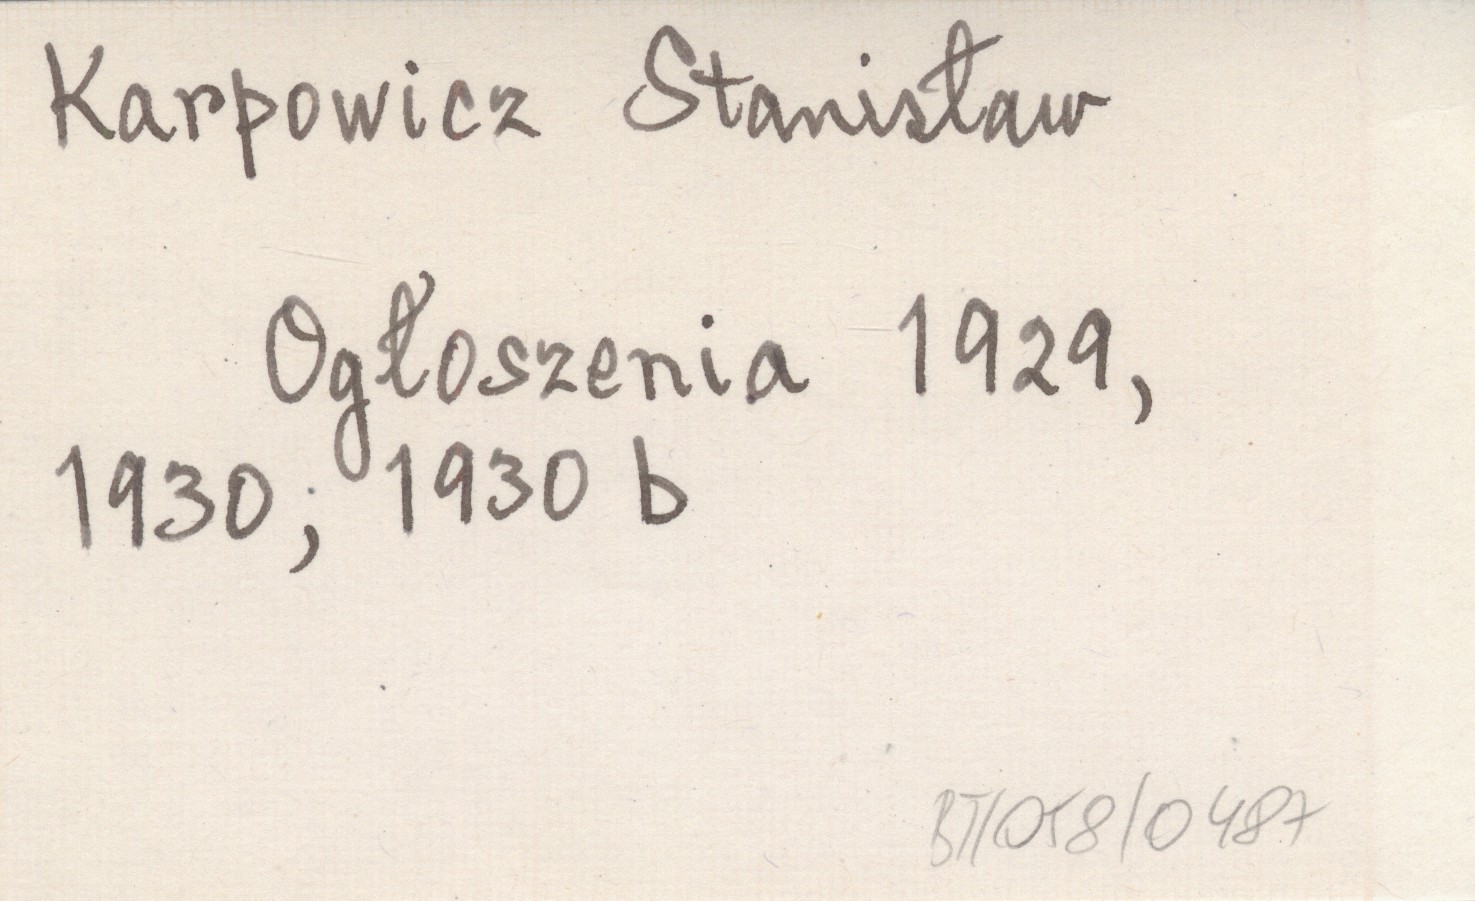 Karpowicz Stanisław
Ogłoszenia 1929,
1930, 1930 b
BT/058/0487